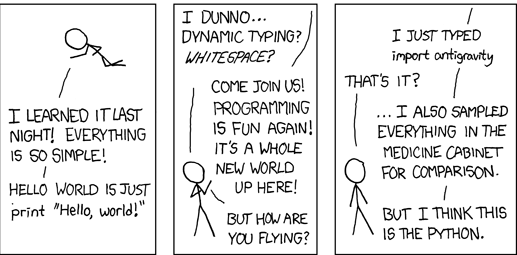 I LEARNED IT LAST
NIGHT! EVERYTHING
IS SO SIMPLE!
HELLO WORLD IS JUST
print "Hello, world!"
I DUNNO...
DYNAMIC TYPING?
WHITESPACE?
COME JOIN US!
PROGRAMMING
IS FUN AGAIN!
IT'S A WHOLE
NEW WORLD
UP HERE!
BUT HOW ARE
YOU FLYING?
I JUST TYPED
import antigravity
THAT'S IT?
... I ALSO SAMPLED
EVERYTHING IN THE
MEDICINE CABINET
FOR COMPARISON.
BUT I THINK THIS
IS THE PYTHON.